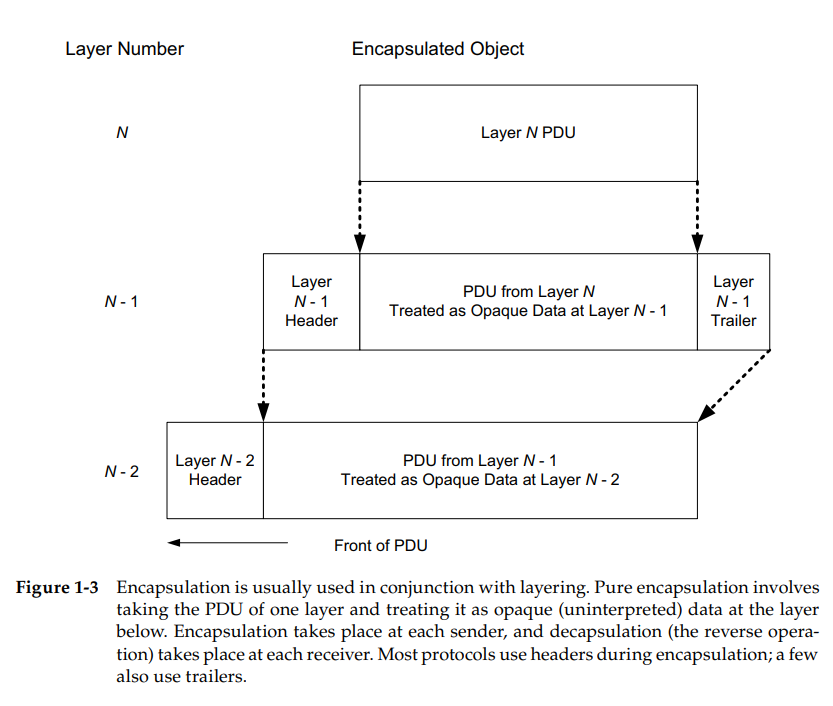 Layer Number Encapsulated Object
N Layer N PDU
Layer
N - 1
Header
N - 1 PDU from Layer N
Treated as Opaque Data at Layer N - 1
Layer
N - 1
Trailer
N - 2 Layer N - 2
Header
PDU from Layer N - 1
Treated as Opaque Data at Layer N - 2
Front of PDU
Figure 1-3 Encapsulation is usually used in conjunction with layering. Pure encapsulation involves
taking the PDU of one layer and treating it as opaque (uninterpreted) data at the layer
below. Encapsulation takes place at each sender, and decapsulation (the reverse opera-
tion) takes place at each receiver. Most protocols use headers during encapsulation; a few
also use trailers.